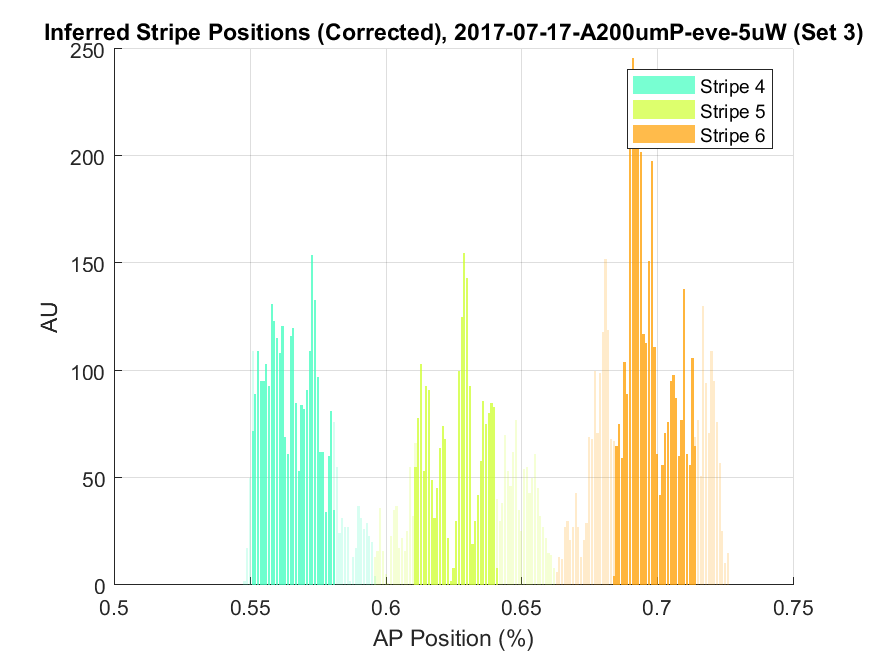 Inferred Stripe Positions (Corrected), 2017-07-17-A200umP-eve-5uW (Set 3)
250
200
150
100
50
0
AU
Stripe 4
Stripe 5
Stripe 6
0.5
0.55
0.6
0.65
0.7
0.75
AP Position (%)